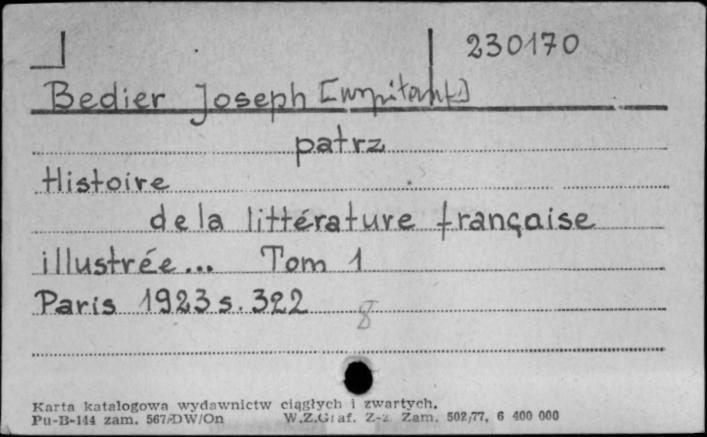 230170
Bedier Joseph
patrz
Histoire
de la littérature française
illustrée... Tom 1
Paris 1923 s. 322
8
Karta katalogowa wydawnictw ciągłych i zwartych.
Pu-B-144 zam. 567/DW/On W.Z.Graf. Z-z Zam. 502/77, 6 400 000